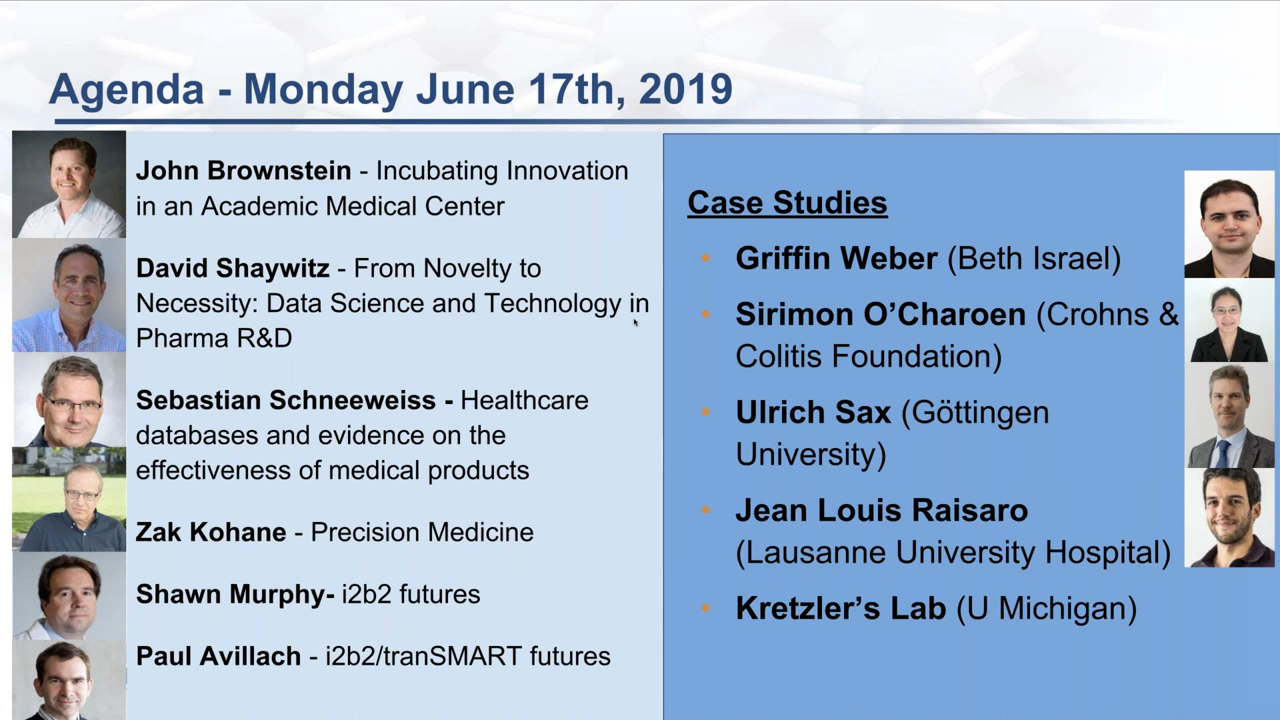 Agenda - Monday June 17th, 2019
John Brownstein - Incubating Innovation
in an Academic Medical Center
David Shaywitz - From Novelty to
Necessity: Data Science and Technology in
Pharma R&D
Sebastian Schneeweiss - Healthcare
databases and evidence on the
effectiveness of medical products
Zak Kohane - Precision Medicine
Shawn Murphy- i2b2 futures
Paul Avillach - i2b2/tranSMART futures
Case Studies
• Griffin Weber (Beth Israel)
• Sirimon O’Charoen (Crohns &
Colitis Foundation)
• Ulrich Sax (Göttingen
University)
• Jean Louis Raisaro
(Lausanne University Hospital)
• Kretzler’s Lab (U Michigan)